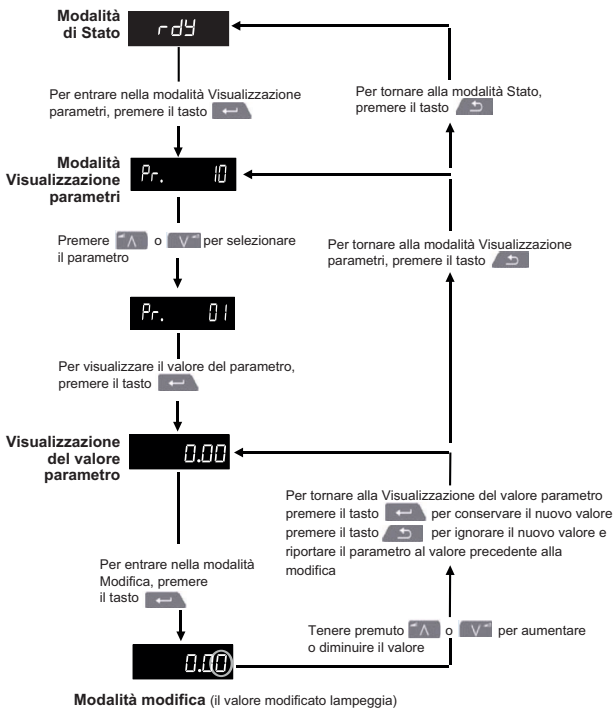 Modalità
di Stato
rdY
Per entrare nella modalità Visualizzazione
parametri, premere il tasto
Per tornare alla modalità Stato,
premere il tasto
Modalità
Visualizzazione
parametri
Pr. 10
Premere o per selezionare
il parametro
Per tornare alla modalità Visualizzazione
parametri, premere il tasto
Pr. 01
Per visualizzare il valore del parametro,
premere il tasto
Visualizzazione
del valore
parametro
0.00
Per tornare alla Visualizzazione del valore parametro
premere il tasto per conservare il nuovo valore
premere il tasto per ignorare il nuovo valore e
riportare il parametro al valore precedente alla
modifica
Per entrare nella modalità
Modifica, premere
il tasto
Tenere premuto o per aumentare
o diminuire il valore
0.00
Modalità modifica (il valore modificato lampeggia)